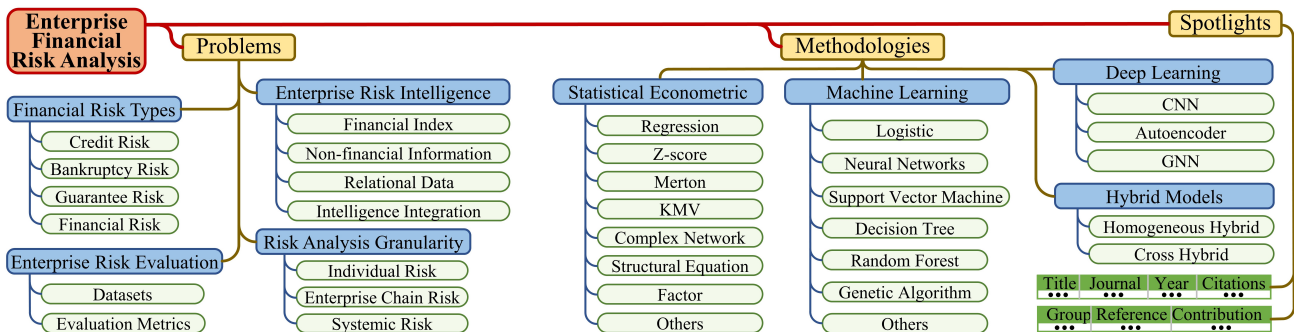 Enterprise
Financial
Risk Analysis
Problems
Financial Risk Types
Credit Risk
Bankruptcy Risk
Guarantee Risk
Financial Risk
Enterprise Risk Evaluation
Datasets
Evaluation Metrics
Enterprise Risk Intelligence
Financial Index
Non-financial Information
Relational Data
Intelligence Integration
Risk Analysis Granularity
Individual Risk
Enterprise Chain Risk
Systemic Risk
Methodologies
Statistical Econometric
Regression
Z-score
Merton
KMV
Complex Network
Structural Equation
Factor
Others
Machine Learning
Logistic
Neural Networks
Support Vector Machine
Decision Tree
Random Forest
Genetic Algorithm
Others
Deep Learning
CNN
Autoencoder
GNN
Hybrid Models
Homogeneous Hybrid
Cross Hybrid
Spotlights
Title Journal Year Citations
••• ••• ••• •••
Group Reference Contribution
••• ••• •••